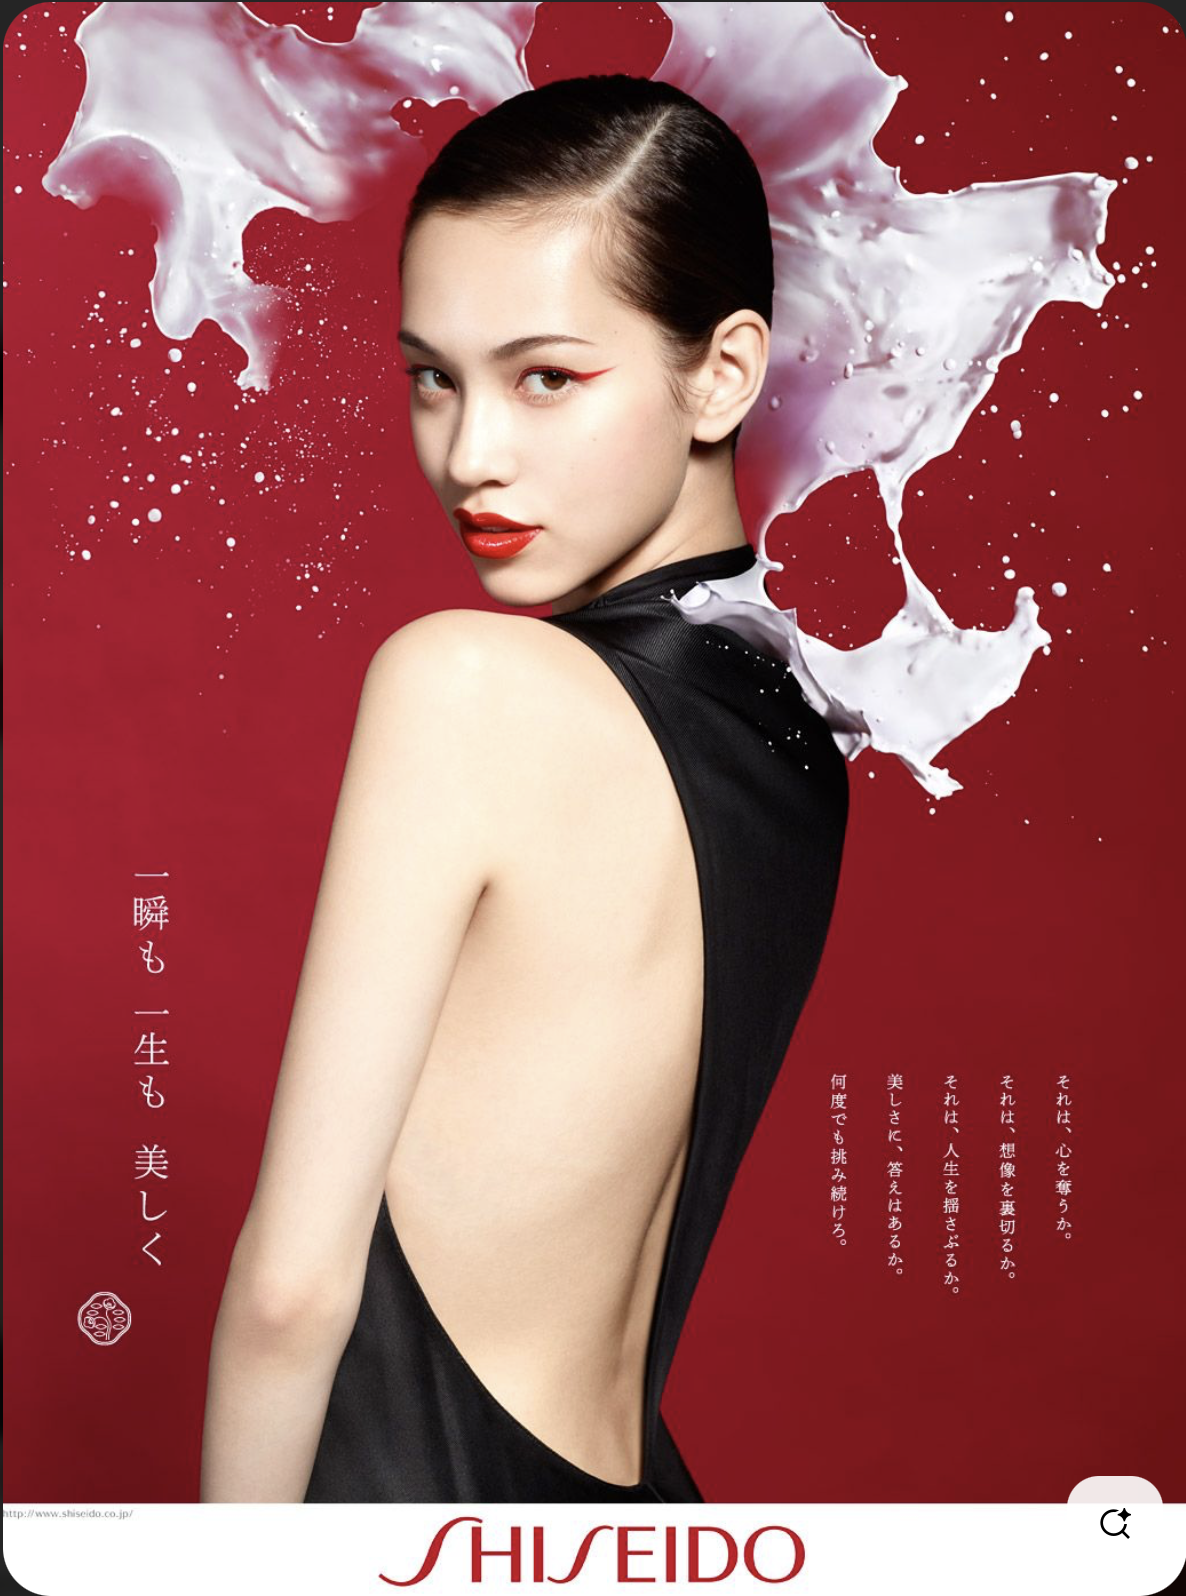 一瞬も 一生も 美しく
それは、心を奪うか。
それは、想像を裏切るか。
それは、人生を揺さぶるか。
美しさに、答えはあるか。
何度でも挑み続けろ。
http://www.shiseido.co.jp/
SHISEIDO